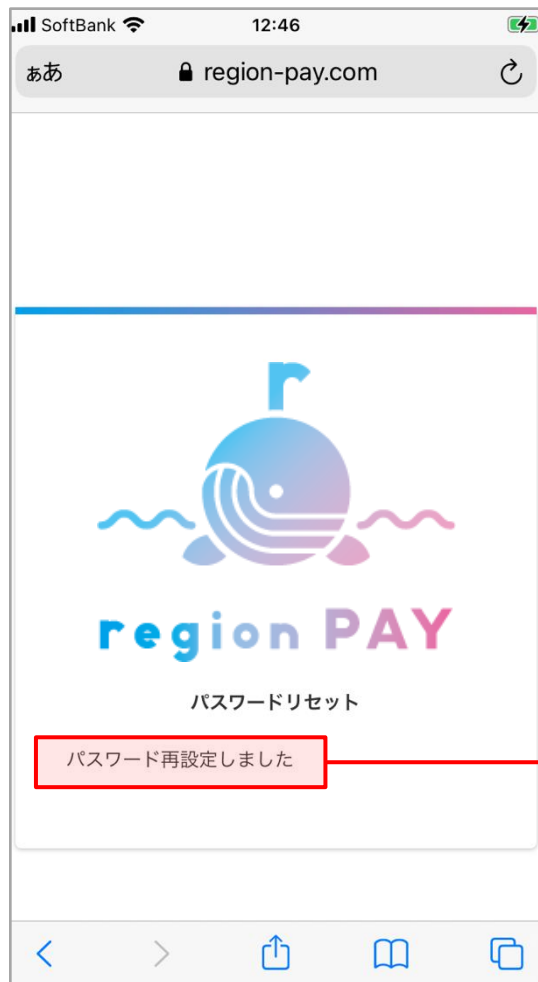 SoftBank 12:46
ぁあ region-pay.com
r
region PAY
パスワードリセット
パスワード再設定しました